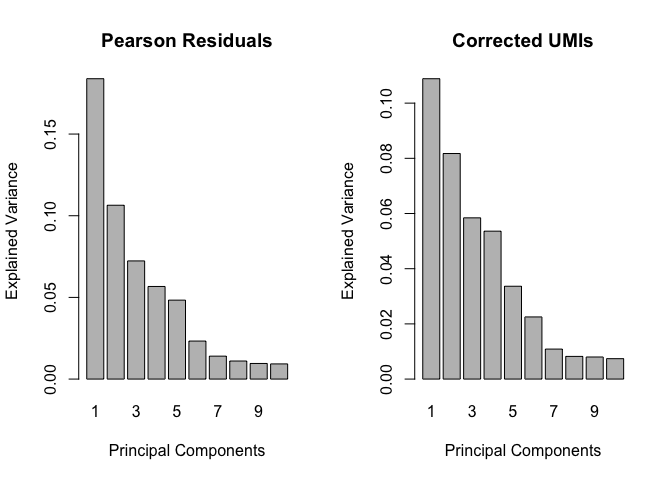 Pearson Residuals
Explained Variance
0.15
0.10
0.05
0.00
1 3 5 7 9
Principal Components
Corrected UMIs
Explained Variance
0.10
0.08
0.06
0.04
0.02
0.00
1 3 5 7 9
Principal Components